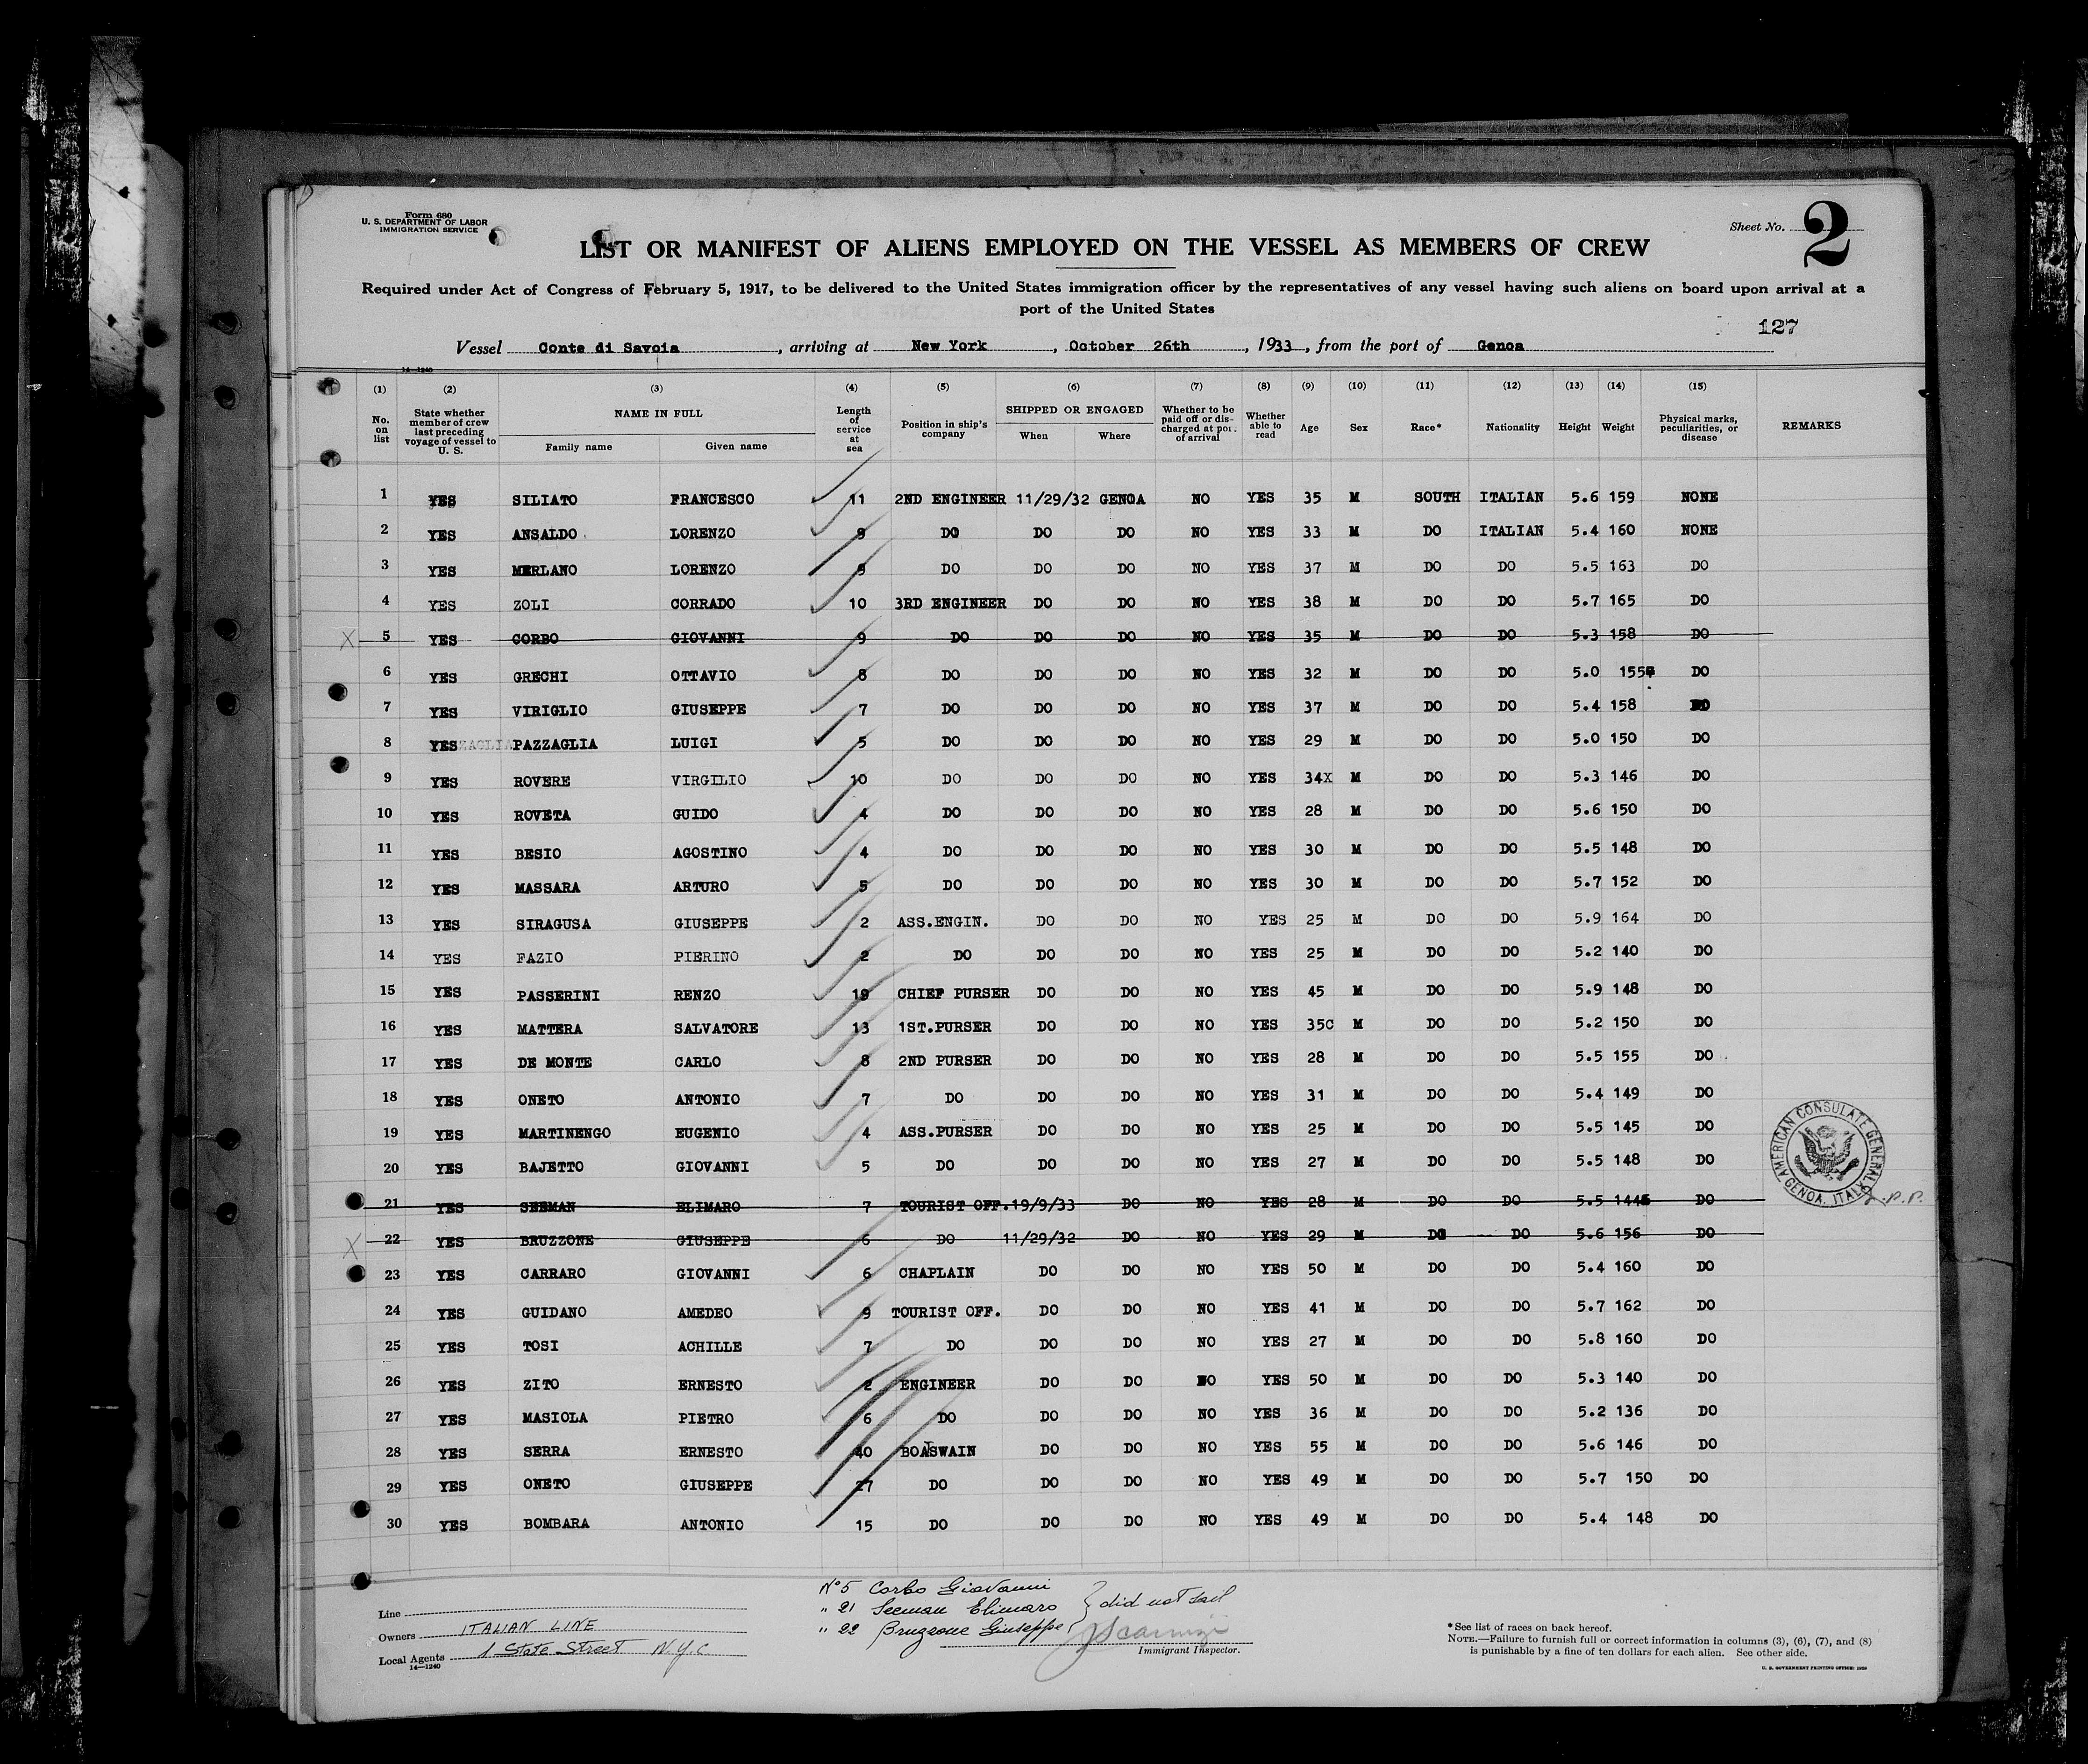 Form 680
U. S. DEPARTMENT OF LABOR
IMMIGRATION SERVICE
Sheet No. 2
LIST OR MANIFEST OF ALIENS EMPLOYED ON THE VESSEL AS MEMBERS OF CREW
Required under Act of Congress of February 5, 1917, to be delivered to the United States immigration officer by the representatives of any vessel having such aliens on board upon arrival at a
port of the United States
127
Vessel Conte di Savoia, arriving at New York, October 26th, 1933, from the port of Genoa
14—1240
(1) (2) (3) (4) (5) (6) (7) (8) (9) (10) (11) (12) (13) (14) (15)
No. on list State whether member of crew last preceding voyage of vessel to U. S. NAME IN FULL Family name Given name Length of service at sea Position in ship's company SHIPPED OR ENGAGED When Where Whether to be paid off or discharged at port of arrival Whether able to read Age Sex Race* Nationality Height Weight Physical marks, peculiarities, or disease REMARKS
1 YES SILIATO FRANCESCO 11 2ND ENGINEER 11/29/32 GENOA NO YES 35 M SOUTH ITALIAN 5.6 159 NONE
2 YES ANSALDO LORENZO 9 DO DO DO NO YES 33 M DO ITALIAN 5.4 160 NONE
3 YES MERLANO LORENZO 9 DO DO DO NO YES 37 M DO DO 5.5 163 DO
4 YES ZOLI CORRADO 10 3RD ENGINEER DO DO NO YES 38 M DO DO 5.7 165 DO
X 5 YES CORBO GIOVANNI 9 DO DO DO NO YES 35 M DO DO 5.3 158 DO
6 YES GRECHI OTTAVIO 8 DO DO DO NO YES 32 M DO DO 5.0 155 DO
7 YES VIRIGLIO GIUSEPPE 7 DO DO DO NO YES 37 M DO DO 5.4 158 DO
8 YES PAZZAGLIA LUIGI 5 DO DO DO NO YES 29 M DO DO 5.0 150 DO
9 YES ROVERE VIRGILIO 10 DO DO DO NO YES 34X M DO DO 5.3 146 DO
10 YES ROVETA GUIDO 4 DO DO DO NO YES 28 M DO DO 5.6 150 DO
11 YES BESIO AGOSTINO 4 DO DO DO NO YES 30 M DO DO 5.5 148 DO
12 YES MASSARA ARTURO 5 DO DO DO NO YES 30 M DO DO 5.7 152 DO
13 YES SIRAGUSA GIUSEPPE 2 ASS.ENGIN. DO DO NO YES 25 M DO DO 5.9 164 DO
14 YES FAZIO PIERINO 2 DO DO DO NO YES 25 M DO DO 5.2 140 DO
15 YES PASSERINI RENZO 19 CHIEF PURSER DO DO NO YES 45 M DO DO 5.9 148 DO
16 YES MATTERA SALVATORE 13 1ST.PURSER DO DO NO YES 35C M DO DO 5.2 150 DO
17 YES DE MONTE CARLO 8 2ND PURSER DO DO NO YES 28 M DO DO 5.5 155 DO
18 YES ONETO ANTONIO 7 DO DO DO NO YES 31 M DO DO 5.4 149 DO
19 YES MARTINENGO EUGENIO 4 ASS.PURSER DO DO NO YES 25 M DO DO 5.5 145 DO
20 YES BAJETTO GIOVANNI 5 DO DO DO NO YES 27 M DO DO 5.5 148 DO
21 YES SEEMAN ELIMARO 7 TOURIST OFF. 19/9/33 DO NO YES 28 M DO DO 5.5 144 DO
X 22 YES BRUZZONE GIUSEPPE 6 DO 11/29/32 DO NO YES 29 M DO DO 5.6 156 DO
23 YES CARRARO GIOVANNI 6 CHAPLAIN DO DO NO YES 50 M DO DO 5.4 160 DO
24 YES GUIDANO AMEDEO 9 TOURIST OFF. DO DO NO YES 41 M DO DO 5.7 162 DO
25 YES TOSI ACHILLE 7 DO DO DO NO YES 27 M DO DO 5.8 160 DO
26 YES ZITO ERNESTO 2 ENGINEER DO DO NO YES 50 M DO DO 5.3 140 DO
27 YES MASIOLA PIETRO 6 DO DO DO NO YES 36 M DO DO 5.2 136 DO
28 YES SERRA ERNESTO 40 BOASWAIN DO DO NO YES 55 M DO DO 5.6 146 DO
29 YES ONETO GIUSEPPE 27 DO DO DO NO YES 49 M DO DO 5.7 150 DO
30 YES BOMBARA ANTONIO 15 DO DO DO NO YES 49 M DO DO 5.4 148 DO
AMERICAN CONSULATE GENERAL
GENOA, ITALY
Nº 5 Corbo Giovanni
" 21 Seeman Elimaro } did not sail
" 22 Bruzzone Giuseppe
Line
Owners ITALIAN LINE
Local Agents 1 State Street N.Y.C
14—1240
Immigrant Inspector.
*See list of races on back hereof.
NOTE.—Failure to furnish full or correct information in columns (3), (6), (7), and (8)
is punishable by a fine of ten dollars for each alien. See other side.
U. S. GOVERNMENT PRINTING OFFICE: